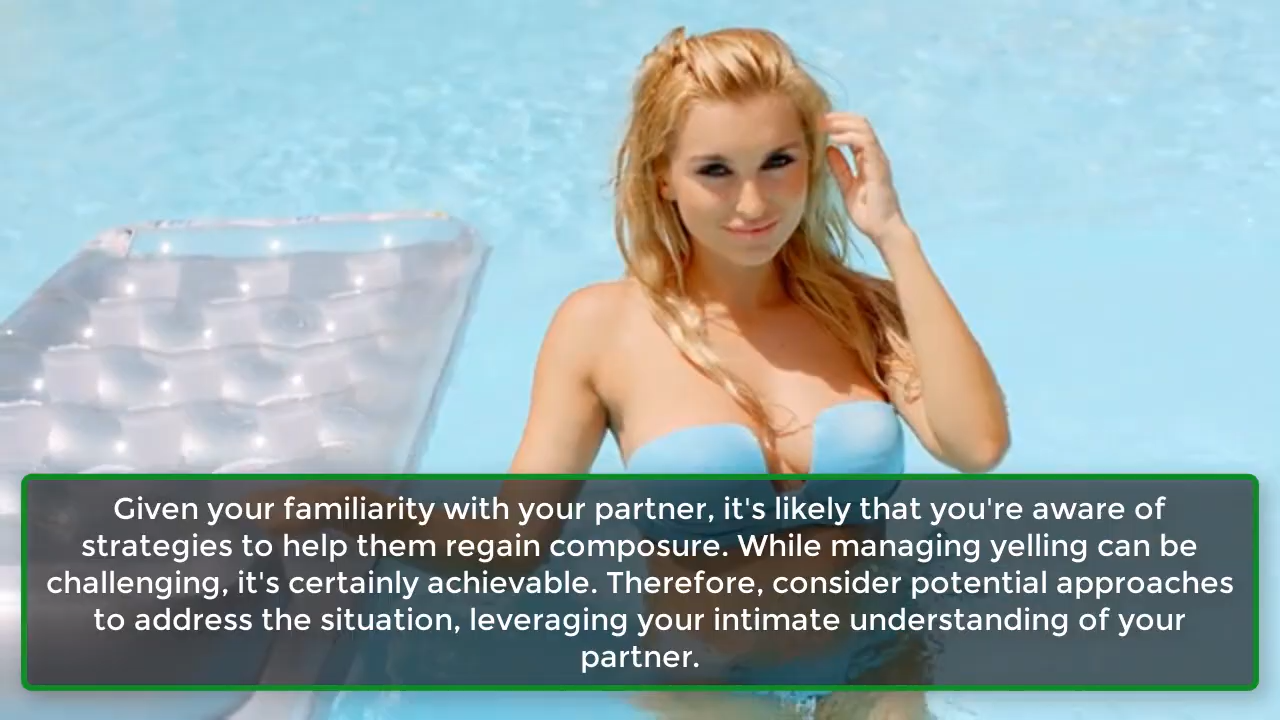 Given your familiarity with your partner, it's likely that you're aware of
strategies to help them regain composure. While managing yelling can be
challenging, it's certainly achievable. Therefore, consider potential approaches
to address the situation, leveraging your intimate understanding of your
partner.